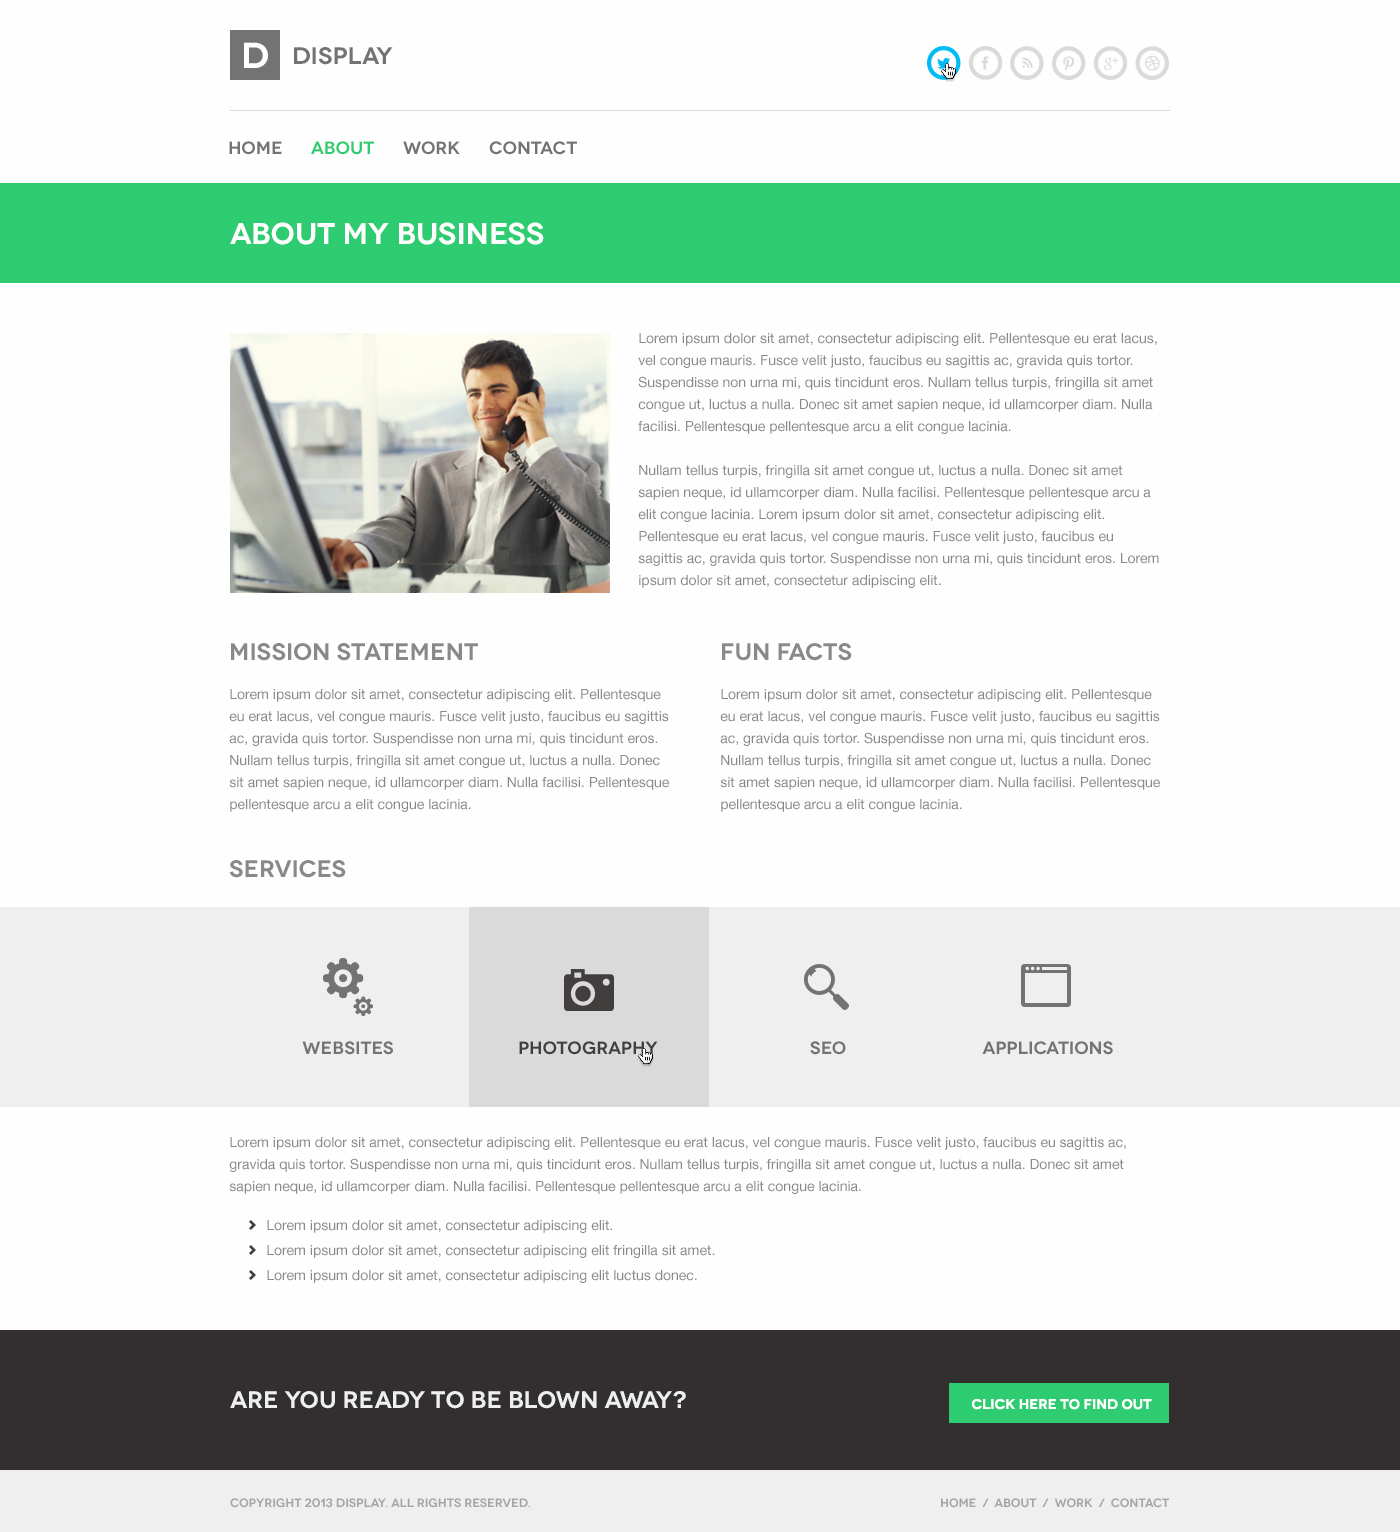 D DISPLAY
HOME ABOUT WORK CONTACT
ABOUT MY BUSINESS
Lorem ipsum dolor sit amet, consectetur adipiscing elit. Pellentesque eu erat lacus,
vel congue mauris. Fusce velit justo, faucibus eu sagittis ac, gravida quis tortor.
Suspendisse non urna mi, quis tincidunt eros. Nullam tellus turpis, fringilla sit amet
congue ut, luctus a nulla. Donec sit amet sapien neque, id ullamcorper diam. Nulla
facilisi. Pellentesque pellentesque arcu a elit congue lacinia.
Nullam tellus turpis, fringilla sit amet congue ut, luctus a nulla. Donec sit amet
sapien neque, id ullamcorper diam. Nulla facilisi. Pellentesque pellentesque arcu a
elit congue lacinia. Lorem ipsum dolor sit amet, consectetur adipiscing elit.
Pellentesque eu erat lacus, vel congue mauris. Fusce velit justo, faucibus eu
sagittis ac, gravida quis tortor. Suspendisse non urna mi, quis tincidunt eros. Lorem
ipsum dolor sit amet, consectetur adipiscing elit.
MISSION STATEMENT
Lorem ipsum dolor sit amet, consectetur adipiscing elit. Pellentesque
eu erat lacus, vel congue mauris. Fusce velit justo, faucibus eu sagittis
ac, gravida quis tortor. Suspendisse non urna mi, quis tincidunt eros.
Nullam tellus turpis, fringilla sit amet congue ut, luctus a nulla. Donec
sit amet sapien neque, id ullamcorper diam. Nulla facilisi. Pellentesque
pellentesque arcu a elit congue lacinia.
FUN FACTS
Lorem ipsum dolor sit amet, consectetur adipiscing elit. Pellentesque
eu erat lacus, vel congue mauris. Fusce velit justo, faucibus eu sagittis
ac, gravida quis tortor. Suspendisse non urna mi, quis tincidunt eros.
Nullam tellus turpis, fringilla sit amet congue ut, luctus a nulla. Donec
sit amet sapien neque, id ullamcorper diam. Nulla facilisi. Pellentesque
pellentesque arcu a elit congue lacinia.
SERVICES
WEBSITES
PHOTOGRAPHY
SEO
APPLICATIONS
Lorem ipsum dolor sit amet, consectetur adipiscing elit. Pellentesque eu erat lacus, vel congue mauris. Fusce velit justo, faucibus eu sagittis ac,
gravida quis tortor. Suspendisse non urna mi, quis tincidunt eros. Nullam tellus turpis, fringilla sit amet congue ut, luctus a nulla. Donec sit amet
sapien neque, id ullamcorper diam. Nulla facilisi. Pellentesque pellentesque arcu a elit congue lacinia.
Lorem ipsum dolor sit amet, consectetur adipiscing elit.
Lorem ipsum dolor sit amet, consectetur adipiscing elit fringilla sit amet.
Lorem ipsum dolor sit amet, consectetur adipiscing elit luctus donec.
ARE YOU READY TO BE BLOWN AWAY?
CLICK HERE TO FIND OUT
COPYRIGHT 2013 DISPLAY. ALL RIGHTS RESERVED.
HOME / ABOUT / WORK / CONTACT